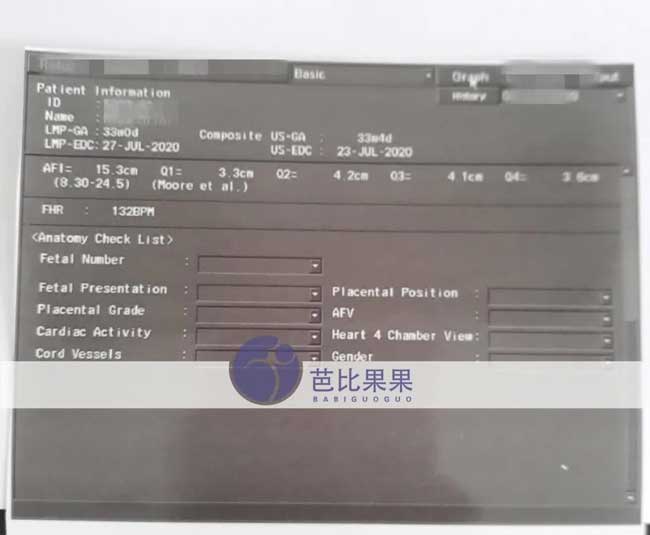 Basic Graph
Patient Information History
ID :
Name :
LMP-GA : 33w0d Composite US-GA : 33w4d
LMP-EDC: 27-JUL-2020 US-EDC : 23-JUL-2020
AFI= 15.3cm Q1= 3.3cm Q2= 4.2cm Q3= 4.1cm Q4= 3.6cm
(8.30-24.5) (Moore et al.)
FHR : 132BPM
<Anatomy Check List>
Fetal Number :
Fetal Presentation : Placental Position :
Placental Grade : AFV :
Cardiac Activity : Heart 4 Chamber View:
Cord Vessels : Gender :
芭比果果
BABIGUOGUO